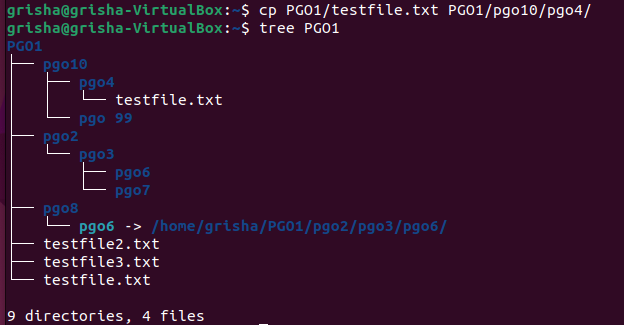 grisha@grisha-VirtualBox:~$ cp PGO1/testfile.txt PGO1/pgo10/pgo4/
grisha@grisha-VirtualBox:~$ tree PGO1
PGO1
├── pgo10
│   ├── pgo4
│   │   └── testfile.txt
│   └── pgo 99
├── pgo2
│   └── pgo3
│       ├── pgo6
│       └── pgo7
├── pgo8
│   └── pgo6 -> /home/grisha/PGO1/pgo2/pgo3/pgo6/
├── testfile2.txt
├── testfile3.txt
└── testfile.txt

9 directories, 4 files